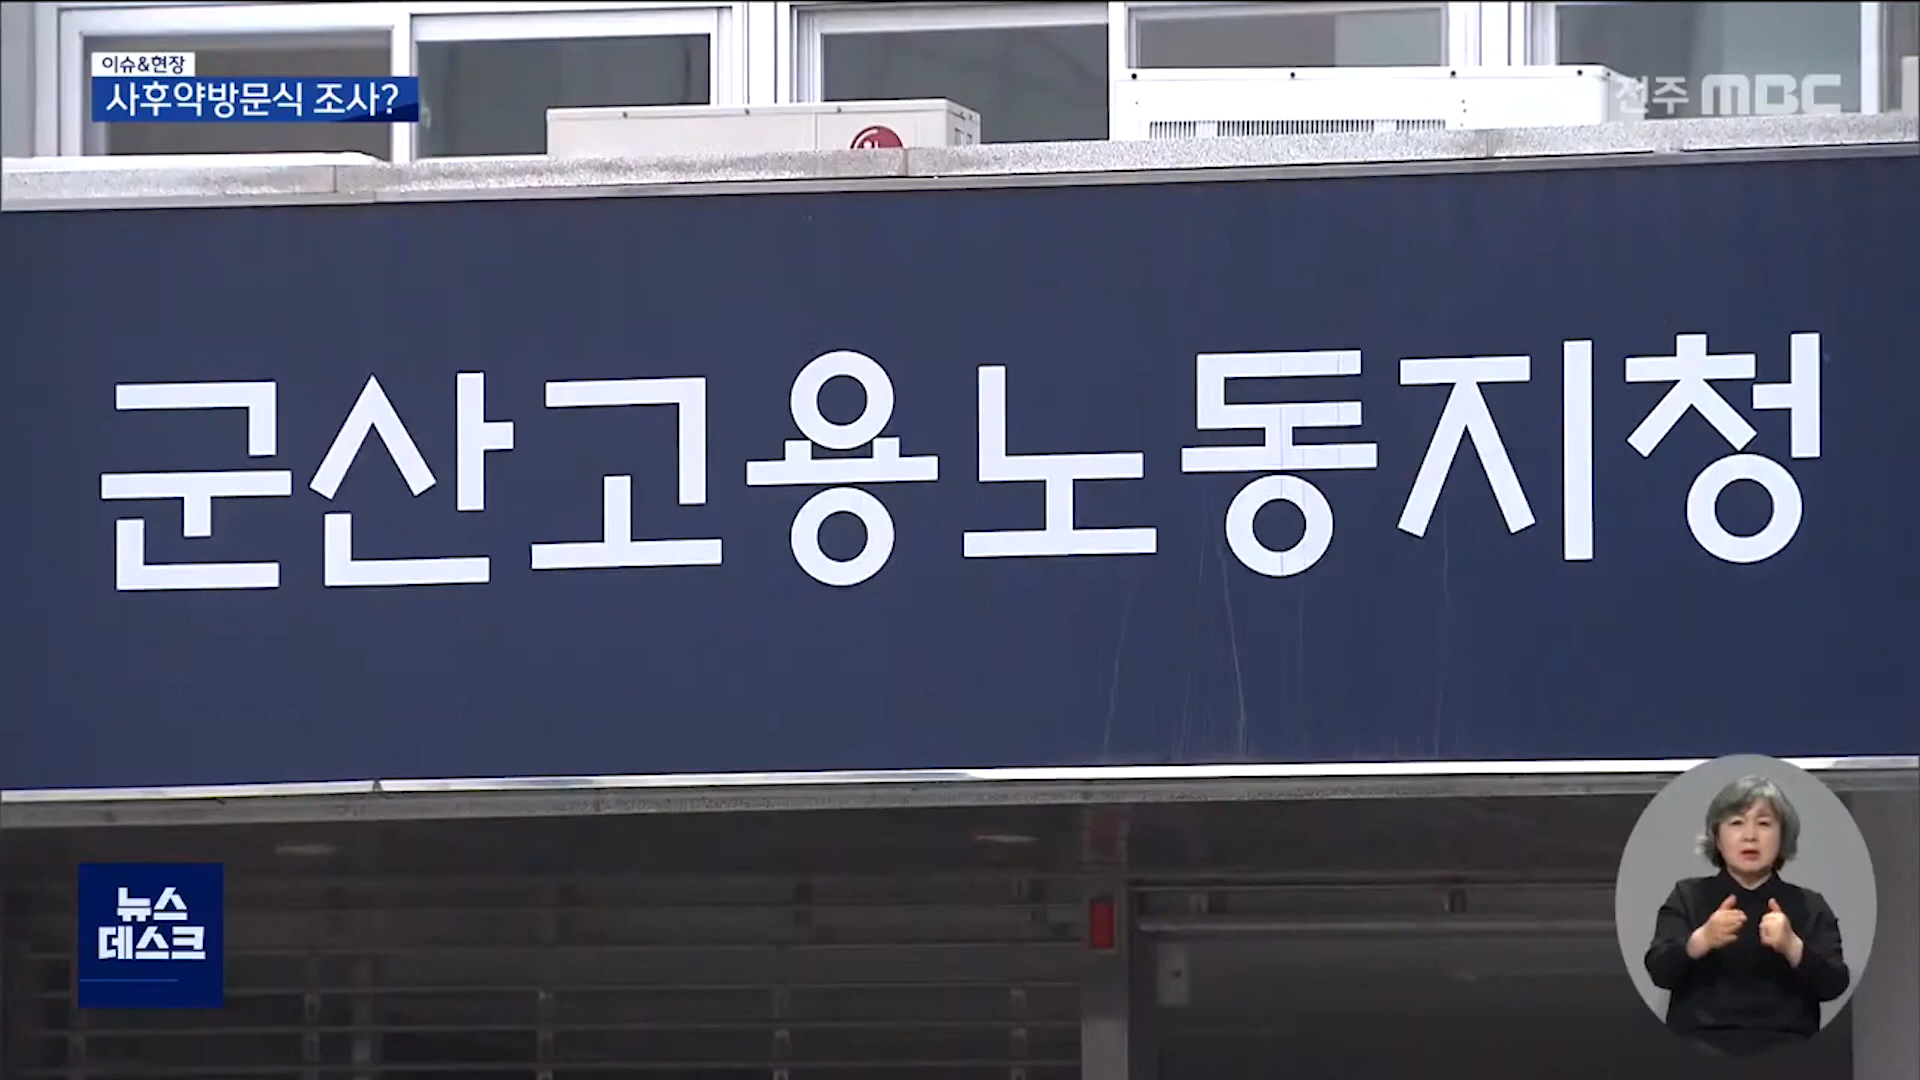 이슈&현장
사후약방문식 조사?
전주 MBC
군산고용노동지청
뉴스
데스크